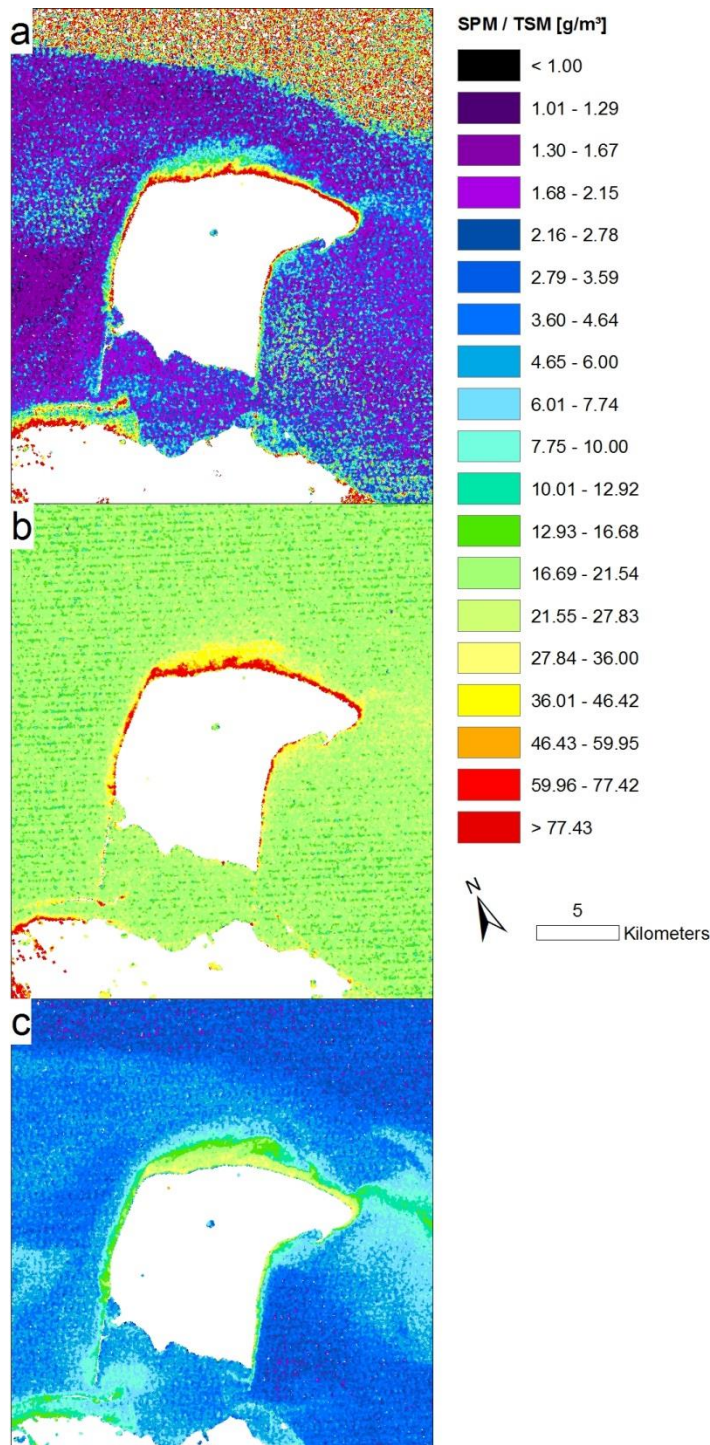 a
b
c
SPM / TSM [g/m³]
< 1.00
1.01 - 1.29
1.30 - 1.67
1.68 - 2.15
2.16 - 2.78
2.79 - 3.59
3.60 - 4.64
4.65 - 6.00
6.01 - 7.74
7.75 - 10.00
10.01 - 12.92
12.93 - 16.68
16.69 - 21.54
21.55 - 27.83
27.84 - 36.00
36.01 - 46.42
46.43 - 59.95
59.96 - 77.42
> 77.43
N
5
Kilometers